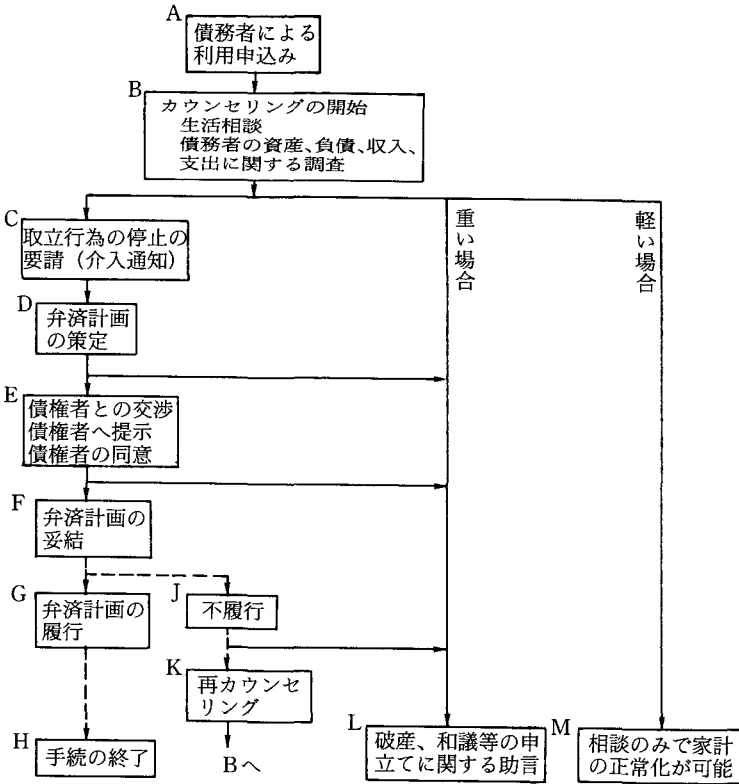 A
債務者による
利用申込み
B
カウンセリングの開始
生活相談
債務者の資産、負債、収入、
支出に関する調査
C
取立行為の停止の
要請（介入通知）
重い場合
軽い場合
D
弁済計画
の策定
E
債権者との交渉
債権者へ提示
債権者の同意
F
弁済計画の
妥結
G
弁済計画の
履行
J
不履行
K
再カウンセ
リング
H
手続の終了
Bへ
L
破産、和議等の申
立てに関する助言
M
相談のみで家計
の正常化が可能